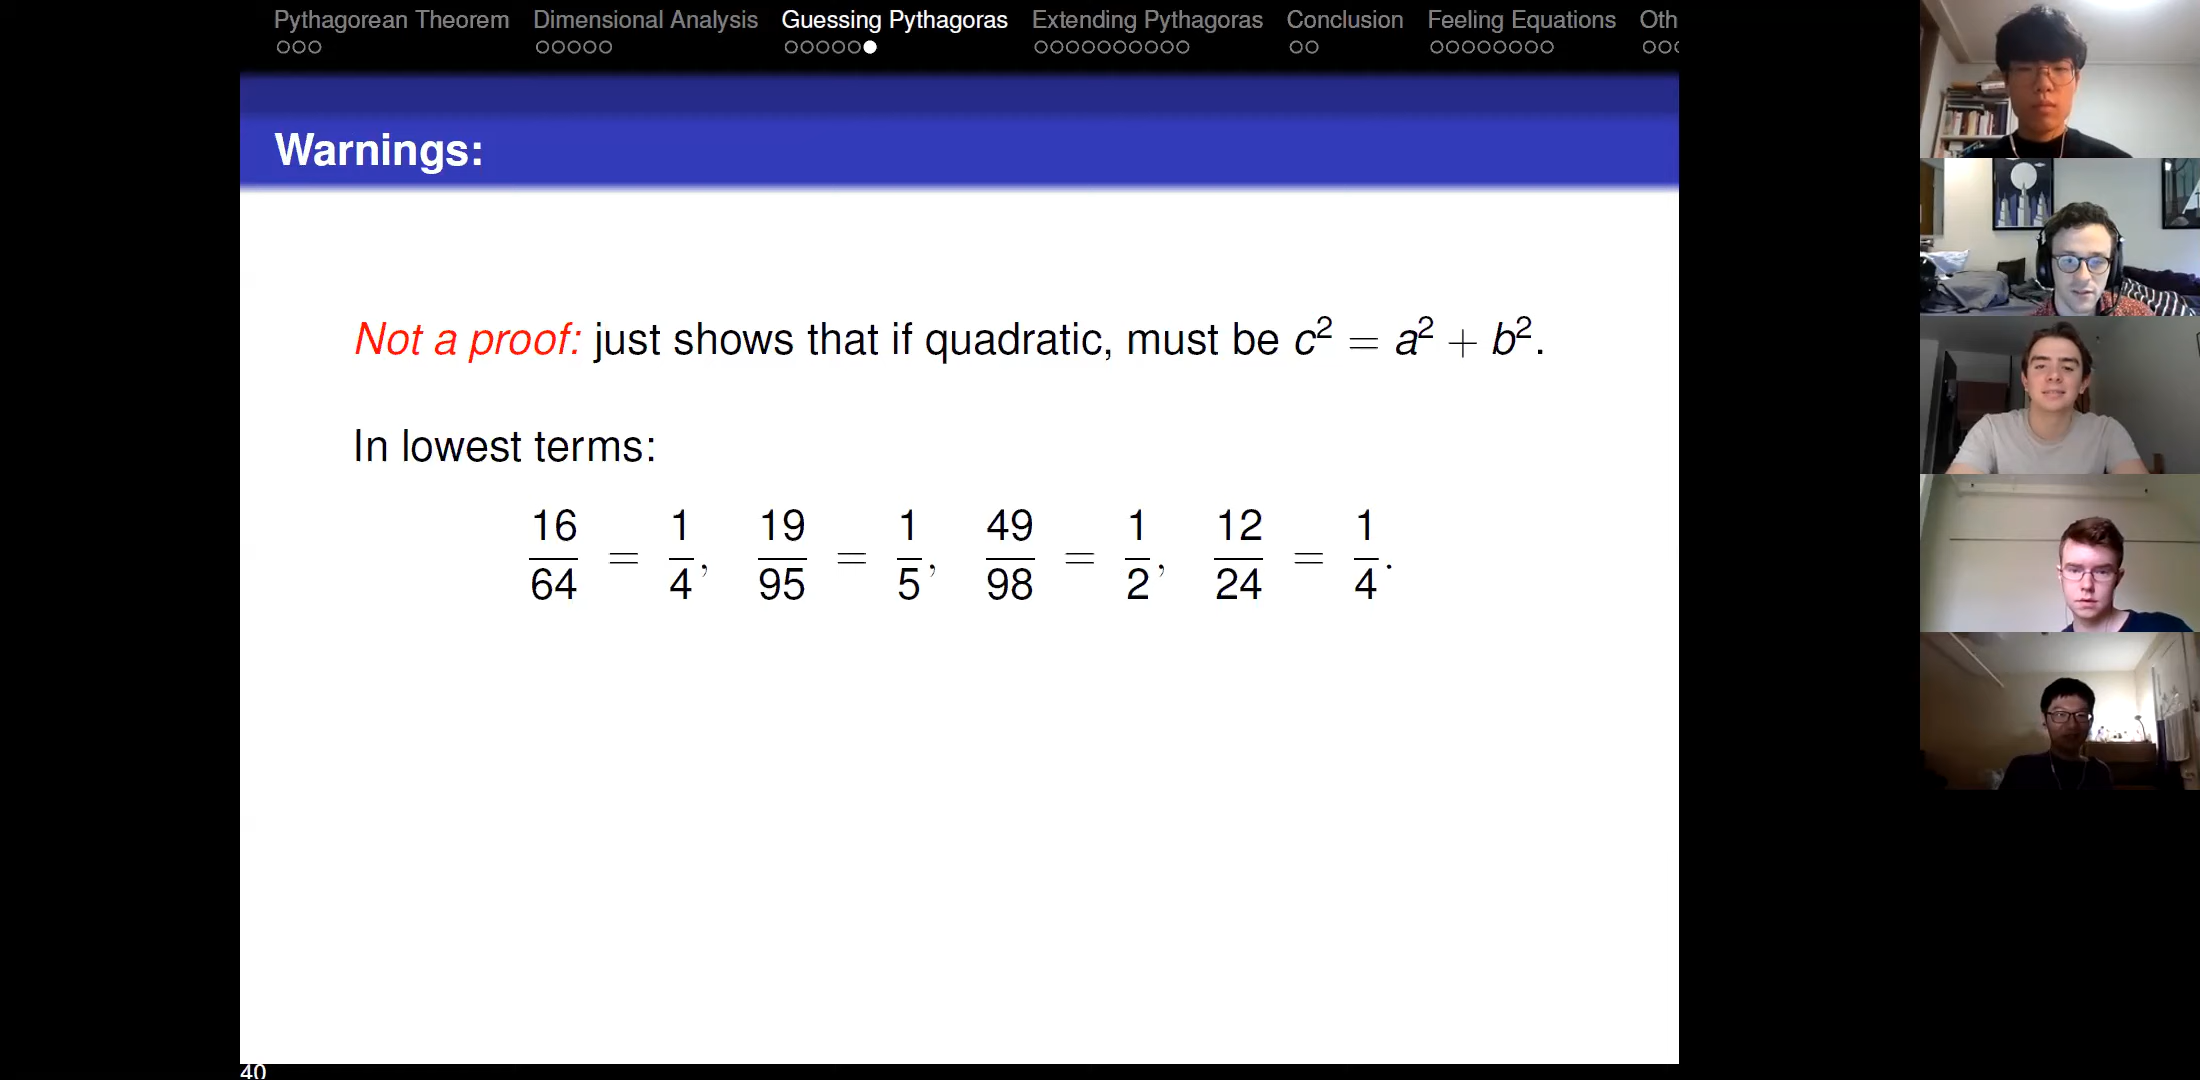 Pythagorean Theorem Dimensional Analysis Guessing Pythagoras Extending Pythagoras Conclusion Feeling Equations Oth
Warnings:
Not a proof: just shows that if quadratic, must be c² = a² + b².
In lowest terms:
16/64 = 1/4, 19/95 = 1/5, 49/98 = 1/2, 12/24 = 1/4.
40